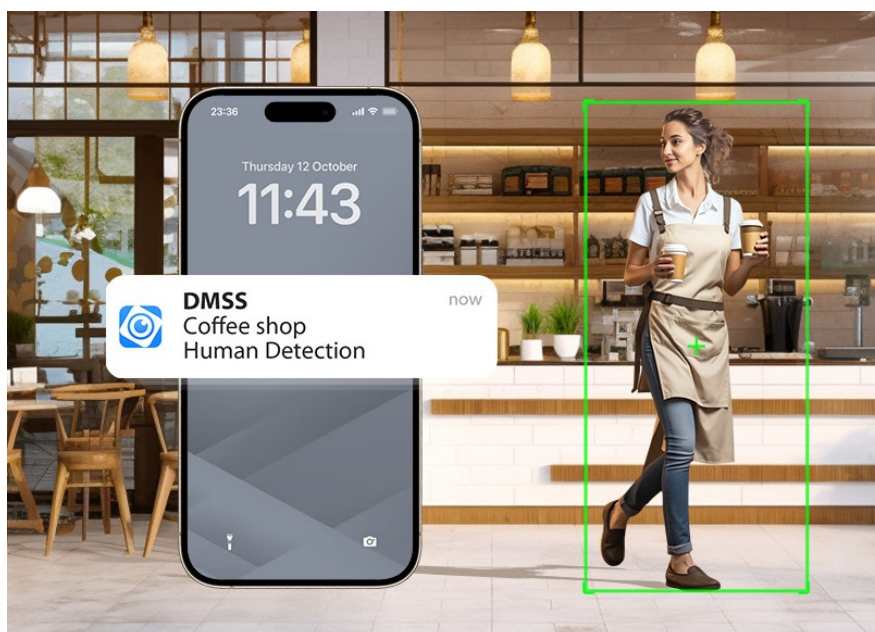 23:36
Thursday 12 October
11:43
DMSS
now
Coffee shop
Human Detection